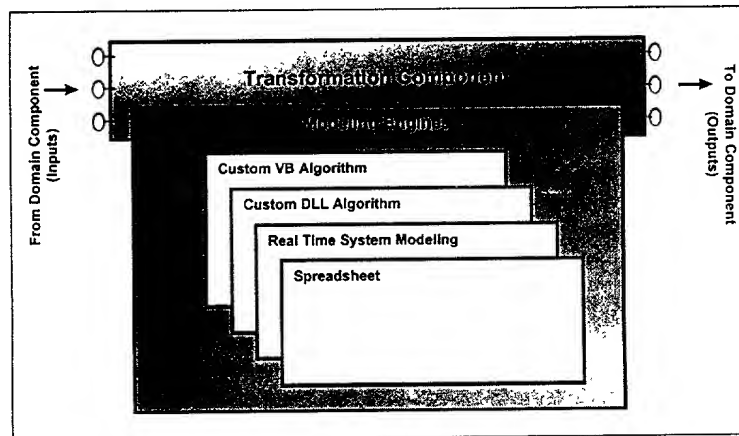 From Domain Component
(Inputs)
Transformation Component
Modeling Engines
Custom VB Algorithm
Custom DLL Algorithm
Real Time System Modeling
Spreadsheet
To Domain Component
(Outputs)